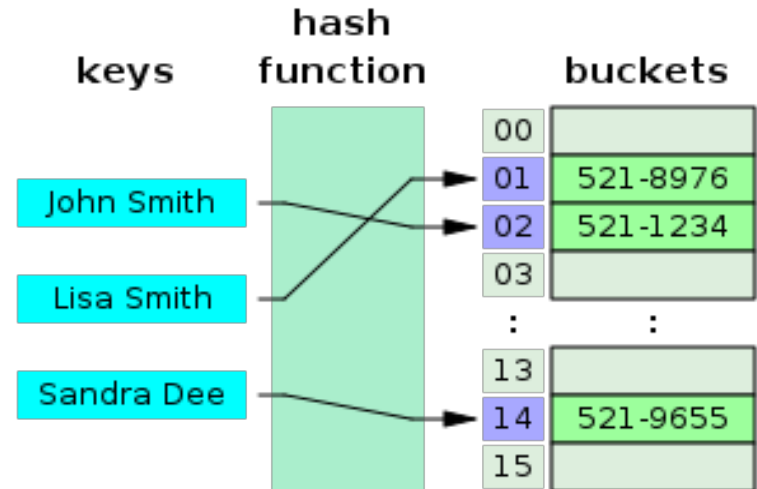 hash
keys function buckets
00
01 521-8976
John Smith
02 521-1234
03
Lisa Smith
: :
13
Sandra Dee
14 521-9655
15